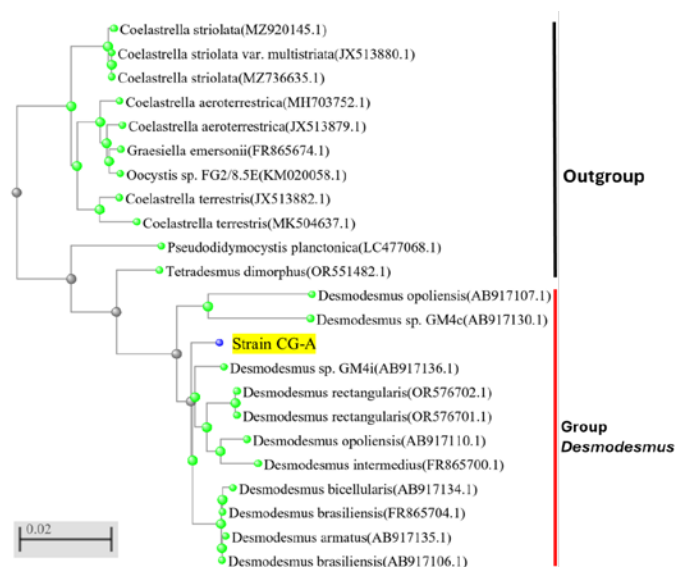 Coelastrella striolata(MZ920145.1)
Coelastrella striolata var. multistriata(JX513880.1)
Coelastrella striolata(MZ736635.1)
Coelastrella aeroterrestrica(MH703752.1)
Coelastrella aeroterrestrica(JX513879.1)
Graesiella emersonii(FR865674.1)
Oocystis sp. FG2/8.5E(KM020058.1)
Coelastrella terrestris(JX513882.1)
Coelastrella terrestris(MK504637.1)
Pseudodidymocystis planctonica(LC477068.1)
Tetradesmus dimorphus(OR551482.1)
Outgroup
Desmodesmus opoliensis(AB917107.1)
Desmodesmus sp. GM4c(AB917130.1)
Strain CG-A
Desmodesmus sp. GM4i(AB917136.1)
Desmodesmus rectangularis(OR576702.1)
Desmodesmus rectangularis(OR576701.1)
Desmodesmus opoliensis(AB917110.1)
Desmodesmus intermedius(FR865700.1)
Desmodesmus bicellularis(AB917134.1)
Desmodesmus brasiliensis(FR865704.1)
Desmodesmus armatus(AB917135.1)
Desmodesmus brasiliensis(AB917106.1)
Group
Desmodesmus
0.02